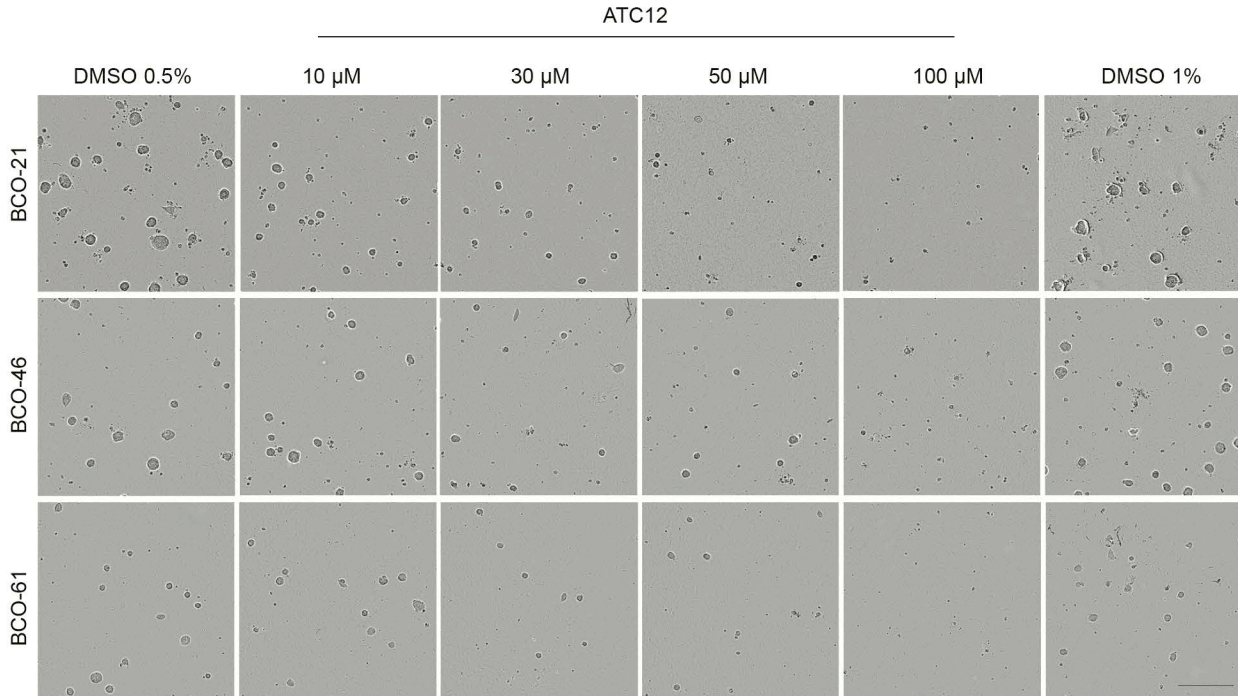 ATC12
DMSO 0.5% 10 µM 30 µM 50 µM 100 µM DMSO 1%
BCO-21
BCO-46
BCO-61